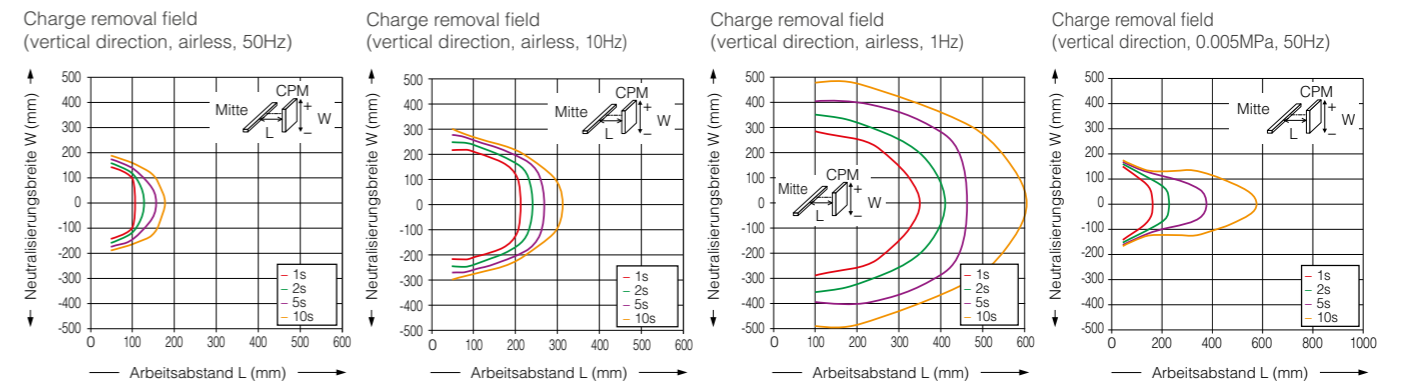 Charge removal field
(vertical direction, airless, 50Hz)
Neutralisierungsbreite W (mm)
500
400
300
200
100
0
-100
-200
-300
-400
-500
CPM
Mitte
+
W
L
–
– 1s
– 2s
– 5s
– 10s
0 100 200 300 400 500 600
Arbeitsabstand L (mm)
Charge removal field
(vertical direction, airless, 10Hz)
Neutralisierungsbreite W (mm)
500
400
300
200
100
0
-100
-200
-300
-400
-500
CPM
Mitte
+
W
L
–
– 1s
– 2s
– 5s
– 10s
0 100 200 300 400 500 600
Arbeitsabstand L (mm)
Charge removal field
(vertical direction, airless, 1Hz)
Neutralisierungsbreite W (mm)
500
400
300
200
100
0
-100
-200
-300
-400
-500
CPM
Mitte
+
W
L
–
– 1s
– 2s
– 5s
– 10s
0 100 200 300 400 500 600
Arbeitsabstand L (mm)
Charge removal field
(vertical direction, 0.005MPa, 50Hz)
Neutralisierungsbreite W (mm)
500
400
300
200
100
0
-100
-200
-300
-400
-500
CPM
Mitte
+
W
L
–
– 1s
– 2s
– 5s
– 10s
0 200 400 600 800 1000
Arbeitsabstand L (mm)